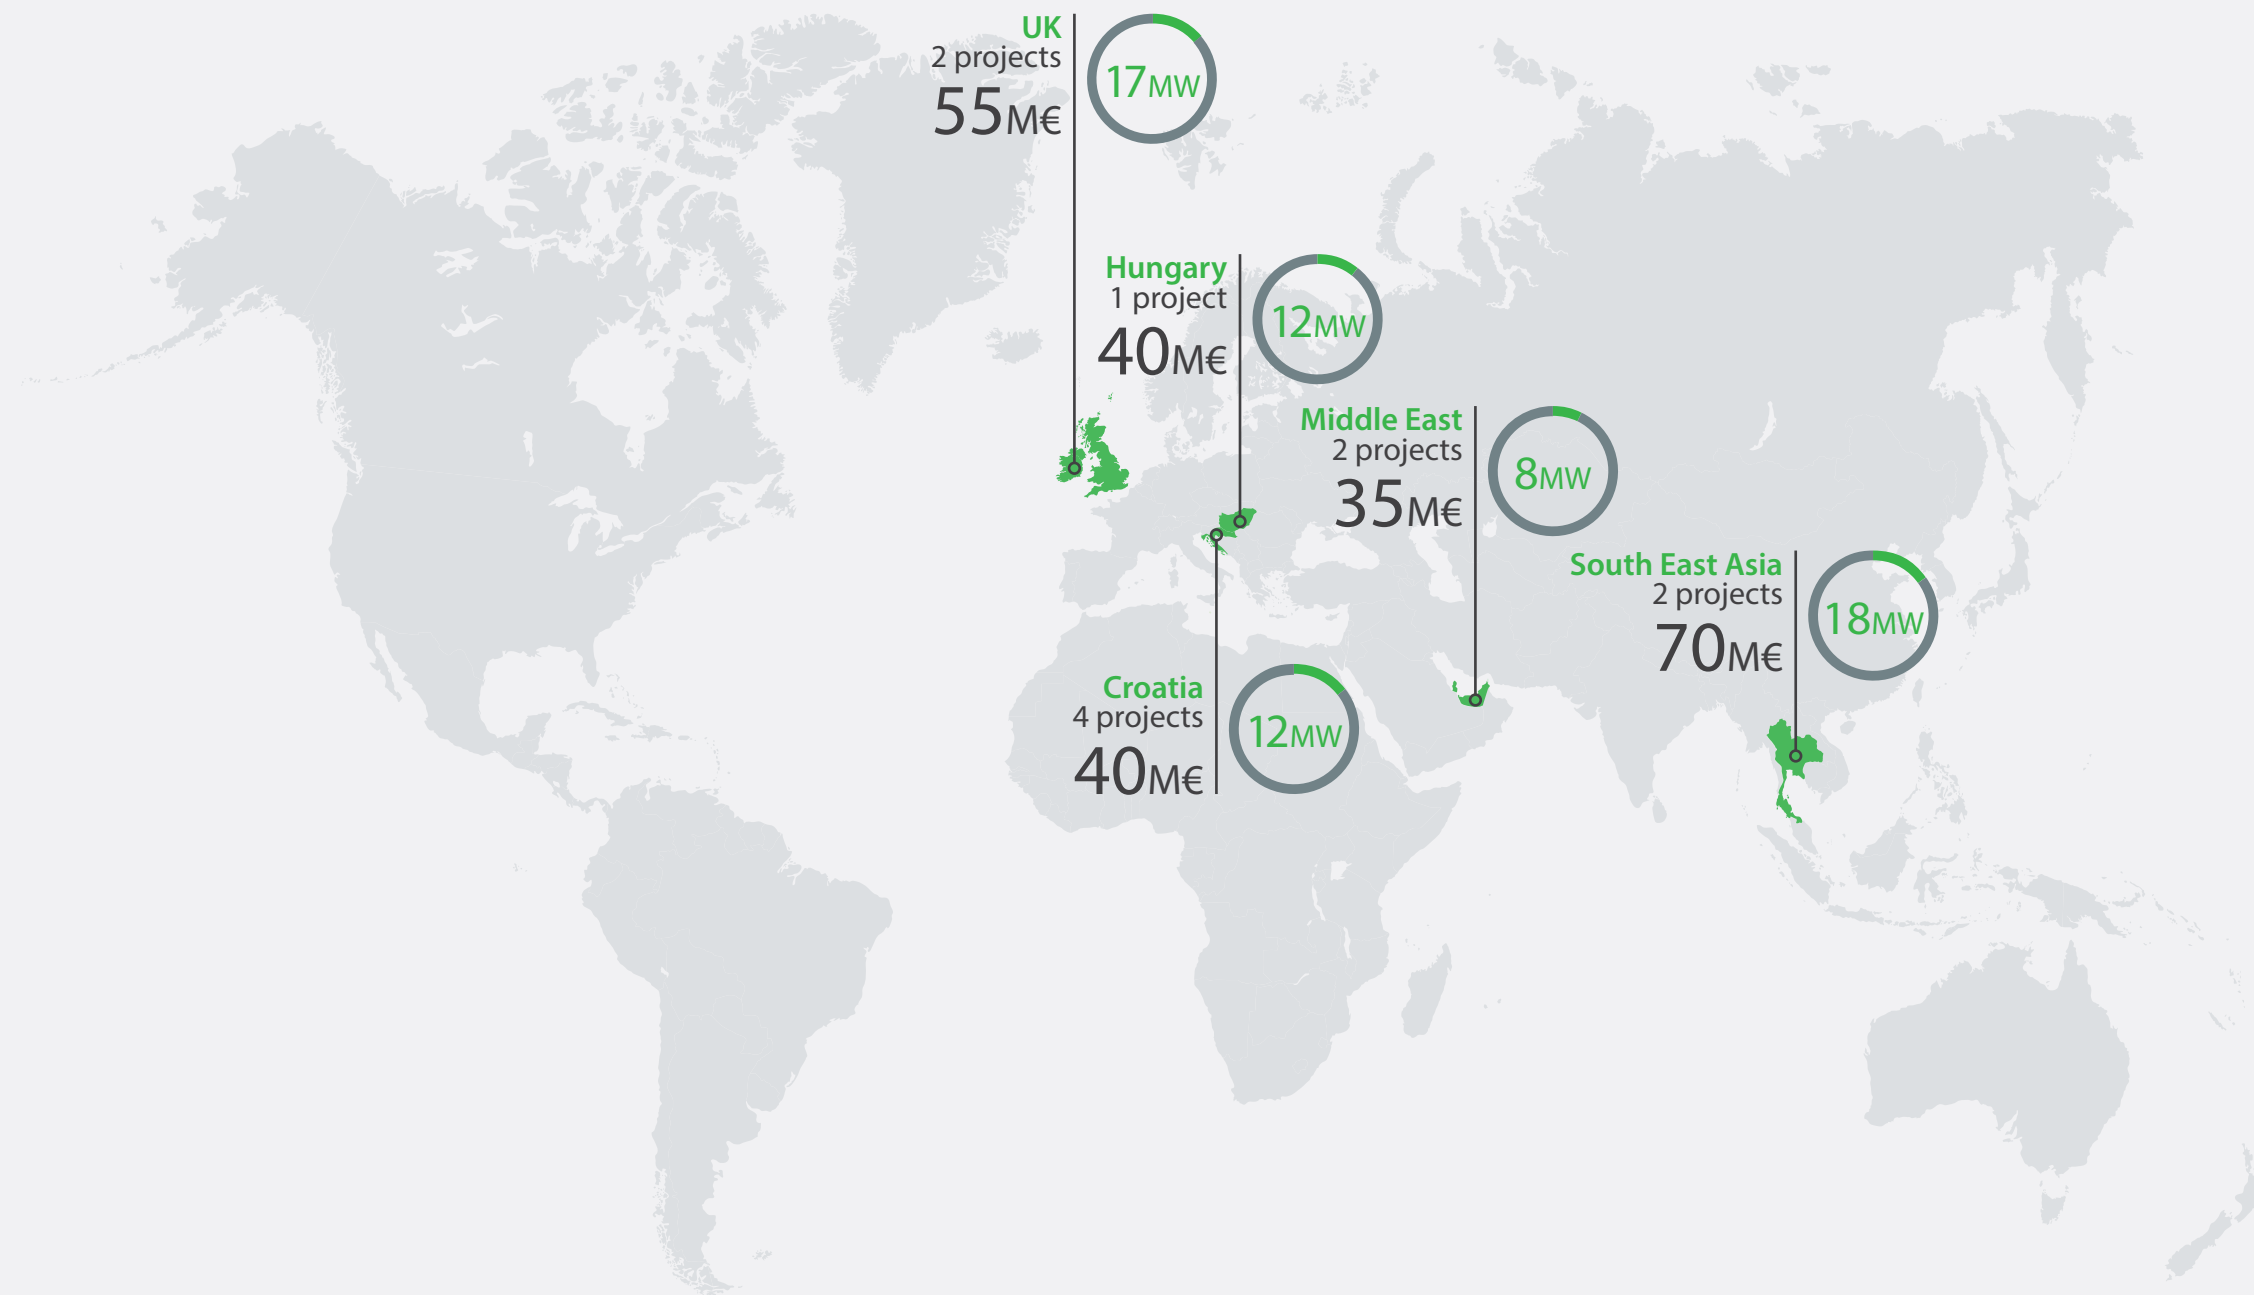 UK
2 projects
55M€
17MW
Hungary
1 project
40M€
12MW
Middle East
2 projects
35M€
8MW
South East Asia
2 projects
70M€
18MW
Croatia
4 projects
40M€
12MW